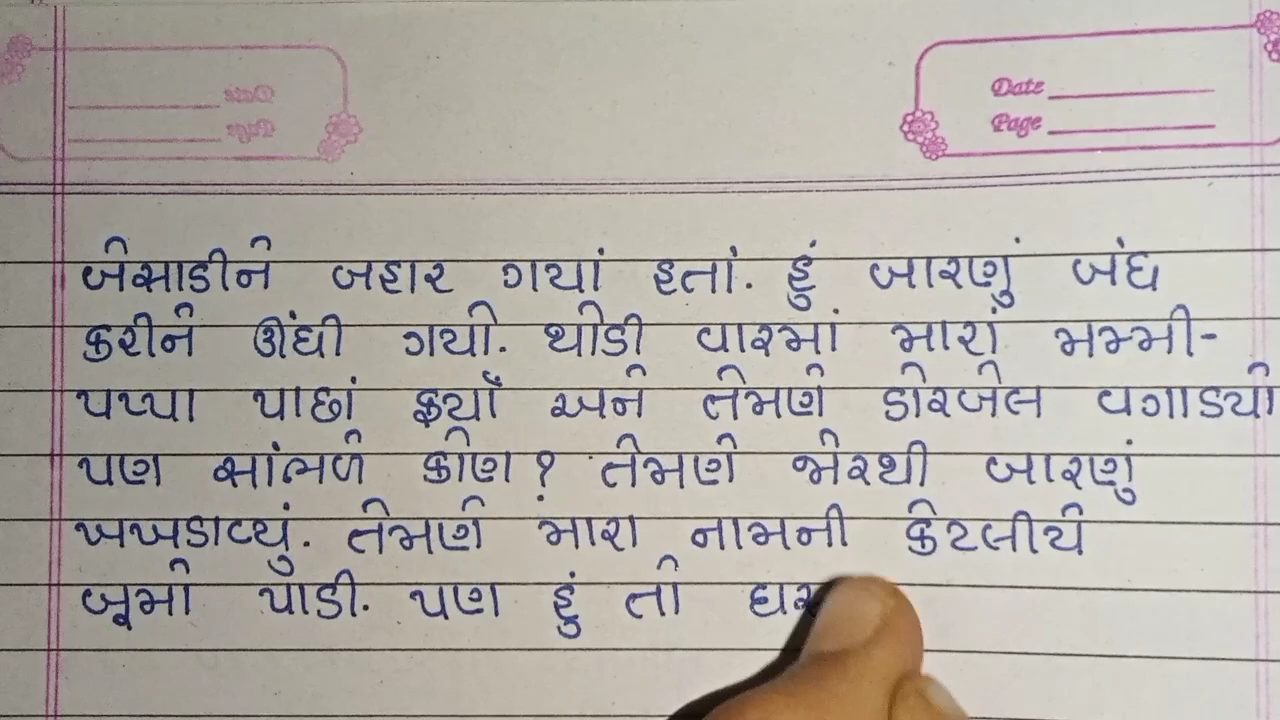 Date
Page
બેસાડીને બહાર ગયાં હતાં. હું બારણું બંધ
કરીને ઊંઘી ગયો. થોડી વારમાં મારાં મમ્મી-
પપ્પા પાછાં ફર્યાં અને તેમણે ડોરબેલ વગાડ્યો
પણ સાંભળે કોણ? તેમણે જોરથી બારણું
ખખડાવ્યું. તેમણે મારા નામની કેટલીયે
બૂમો પાડી. પણ હું તો